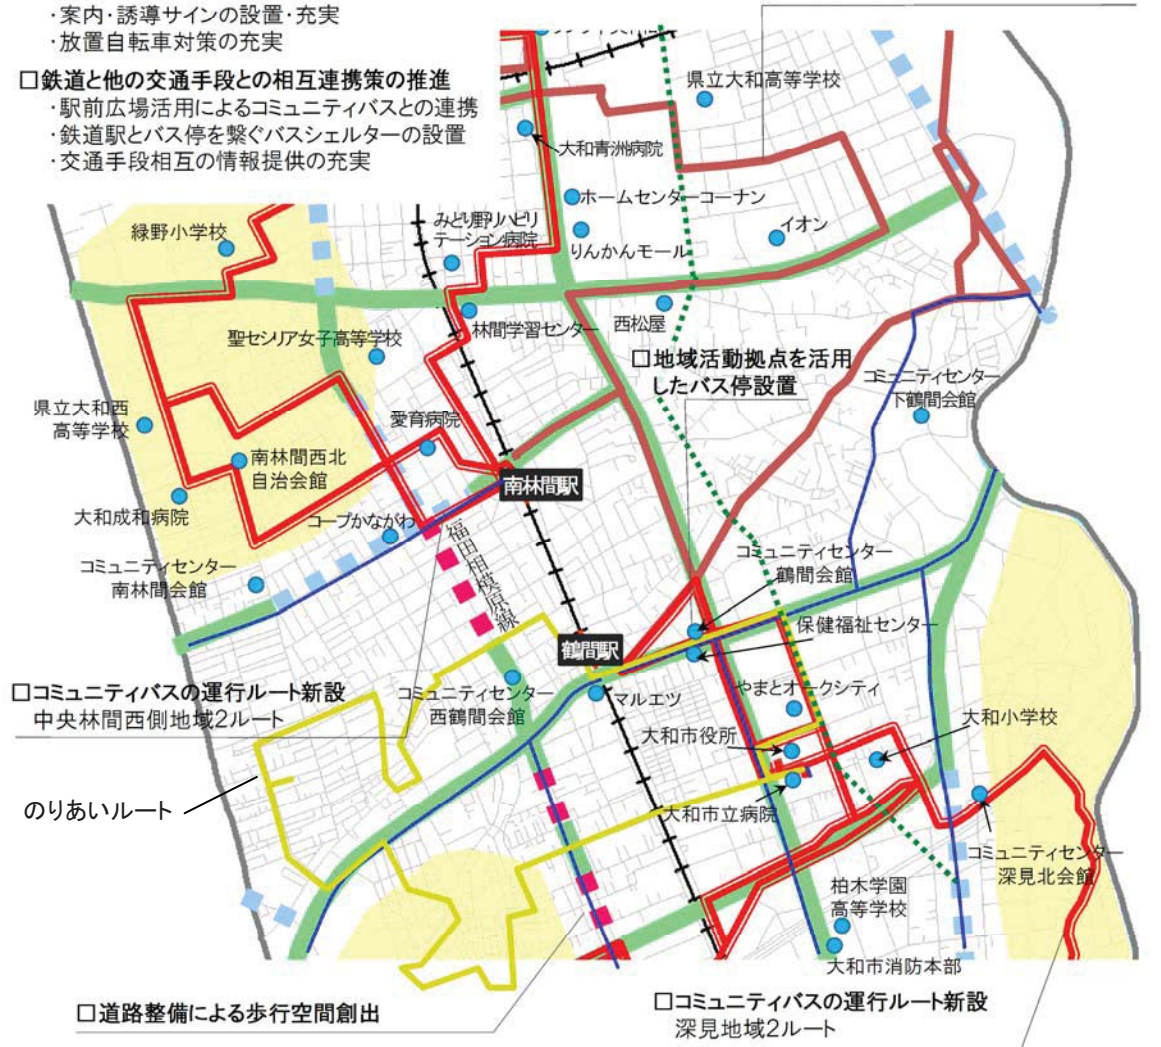 ・案内・誘導サインの設置・充実
・放置自転車対策の充実
□鉄道と他の交通手段との相互連携策の推進
・駅前広場活用によるコミュニティバスとの連携
・鉄道駅とバス停を繋ぐバスシェルターの設置
・交通手段相互の情報提供の充実
県立大和高等学校
大和青洲病院
ホームセンターコーナン
りんかんモール
イオン
みどり野リハビリ
テーション病院
緑野小学校
林間学習センター
西松屋
聖セシリア女子高等学校
□地域活動拠点を活用
したバス停設置
コミュニティセンター
下鶴間会館
県立大和西
高等学校
愛育病院
南林間西北
自治会館
南林間駅
大和成和病院
コープかながわ
福田相模原線
コミュニティセンター
南林間会館
コミュニティセンター
鶴間会館
保健福祉センター
鶴間駅
□コミュニティバスの運行ルート新設
中央林間西側地域2ルート
コミュニティセンター
西鶴間会館
マルエツ
やまとオークシティ
大和市役所
大和小学校
のりあいルート
大和市立病院
コミュニティセンター
深見北会館
柏木学園
高等学校
大和市消防本部
□道路整備による歩行空間創出
□コミュニティバスの運行ルート新設
深見地域2ルート